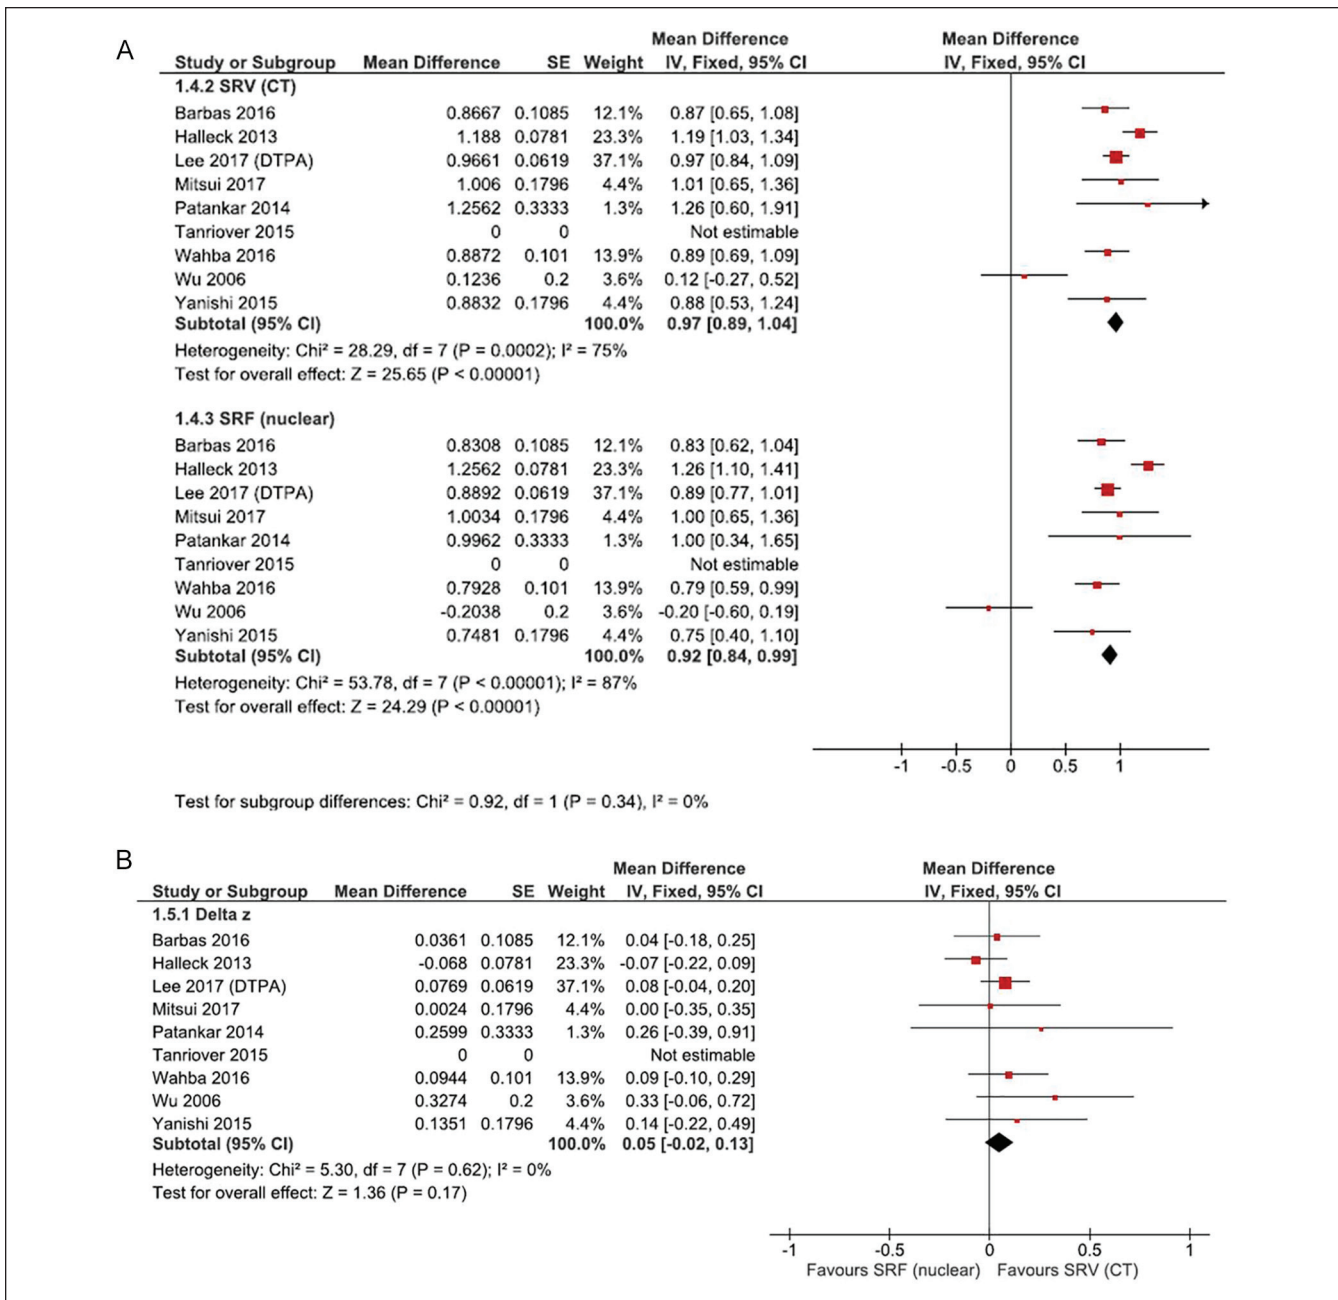 A
Mean Difference Mean Difference
Study or Subgroup Mean Difference SE Weight IV, Fixed, 95% CI IV, Fixed, 95% CI
1.4.2 SRV (CT)
Barbas 2016 0.8667 0.1085 12.1% 0.87 [0.65, 1.08]
Halleck 2013 1.188 0.0781 23.3% 1.19 [1.03, 1.34]
Lee 2017 (DTPA) 0.9661 0.0619 37.1% 0.97 [0.84, 1.09]
Mitsui 2017 1.006 0.1796 4.4% 1.01 [0.65, 1.36]
Patankar 2014 1.2562 0.3333 1.3% 1.26 [0.60, 1.91]
Tanriover 2015 0 0 Not estimable
Wahba 2016 0.8872 0.101 13.9% 0.89 [0.69, 1.09]
Wu 2006 0.1236 0.2 3.6% 0.12 [-0.27, 0.52]
Yanishi 2015 0.8832 0.1796 4.4% 0.88 [0.53, 1.24]
Subtotal (95% CI) 100.0% 0.97 [0.89, 1.04]
Heterogeneity: Chi² = 28.29, df = 7 (P = 0.0002); I² = 75%
Test for overall effect: Z = 25.65 (P < 0.00001)
1.4.3 SRF (nuclear)
Barbas 2016 0.8308 0.1085 12.1% 0.83 [0.62, 1.04]
Halleck 2013 1.2562 0.0781 23.3% 1.26 [1.10, 1.41]
Lee 2017 (DTPA) 0.8892 0.0619 37.1% 0.89 [0.77, 1.01]
Mitsui 2017 1.0034 0.1796 4.4% 1.00 [0.65, 1.36]
Patankar 2014 0.9962 0.3333 1.3% 1.00 [0.34, 1.65]
Tanriover 2015 0 0 Not estimable
Wahba 2016 0.7928 0.101 13.9% 0.79 [0.59, 0.99]
Wu 2006 -0.2038 0.2 3.6% -0.20 [-0.60, 0.19]
Yanishi 2015 0.7481 0.1796 4.4% 0.75 [0.40, 1.10]
Subtotal (95% CI) 100.0% 0.92 [0.84, 0.99]
Heterogeneity: Chi² = 53.78, df = 7 (P < 0.00001); I² = 87%
Test for overall effect: Z = 24.29 (P < 0.00001)
-1 -0.5 0 0.5 1
Test for subgroup differences: Chi² = 0.92, df = 1 (P = 0.34), I² = 0%
B
Mean Difference Mean Difference
Study or Subgroup Mean Difference SE Weight IV, Fixed, 95% CI IV, Fixed, 95% CI
1.5.1 Delta z
Barbas 2016 0.0361 0.1085 12.1% 0.04 [-0.18, 0.25]
Halleck 2013 -0.068 0.0781 23.3% -0.07 [-0.22, 0.09]
Lee 2017 (DTPA) 0.0769 0.0619 37.1% 0.08 [-0.04, 0.20]
Mitsui 2017 0.0024 0.1796 4.4% 0.00 [-0.35, 0.35]
Patankar 2014 0.2599 0.3333 1.3% 0.26 [-0.39, 0.91]
Tanriover 2015 0 0 Not estimable
Wahba 2016 0.0944 0.101 13.9% 0.09 [-0.10, 0.29]
Wu 2006 0.3274 0.2 3.6% 0.33 [-0.06, 0.72]
Yanishi 2015 0.1351 0.1796 4.4% 0.14 [-0.22, 0.49]
Subtotal (95% CI) 100.0% 0.05 [-0.02, 0.13]
Heterogeneity: Chi² = 5.30, df = 7 (P = 0.62); I² = 0%
Test for overall effect: Z = 1.36 (P = 0.17)
-1 -0.5 0 0.5 1
Favours SRF (nuclear) Favours SRV (CT)